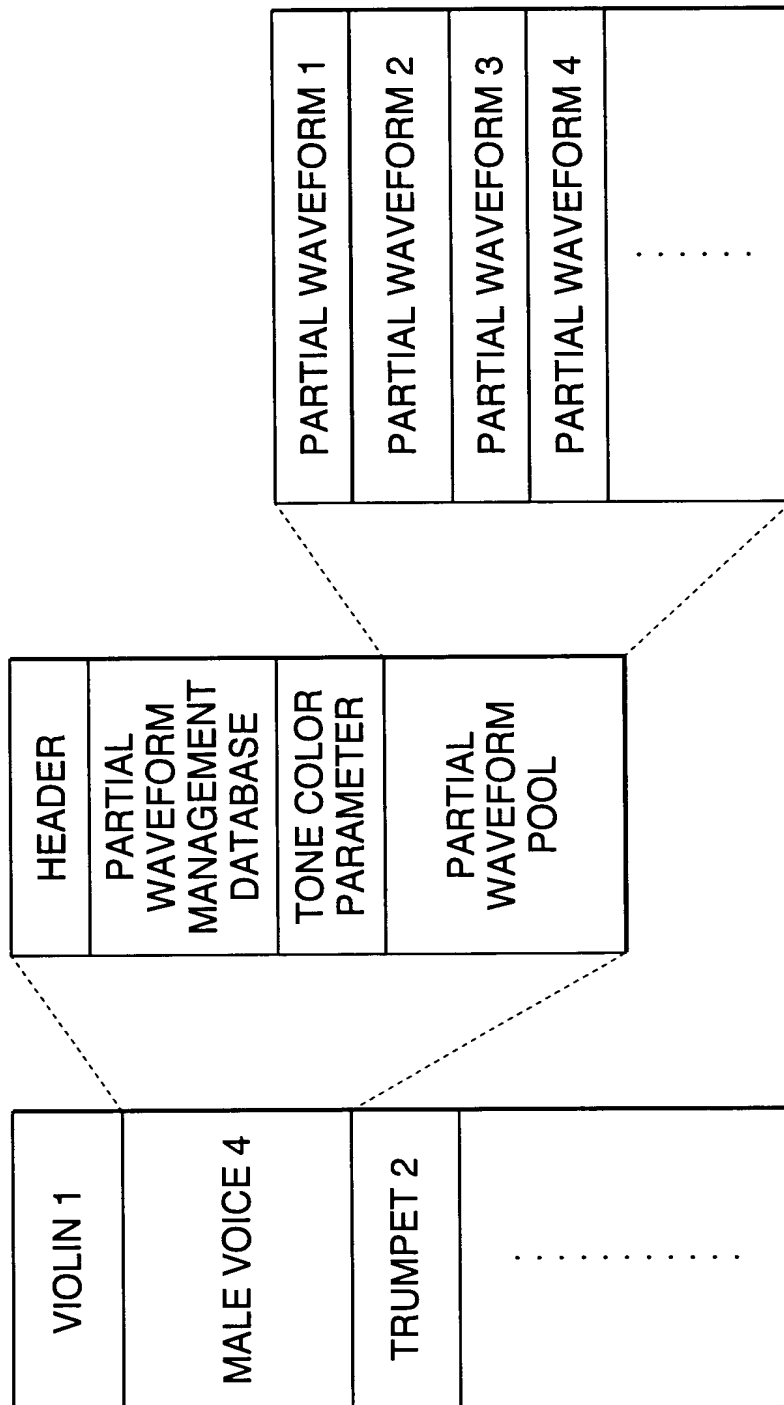 VIOLIN 1
MALE VOICE 4
TRUMPET 2
. . . . . . . . . . .
HEADER
PARTIAL
WAVEFORM
MANAGEMENT
DATABASE
TONE COLOR
PARAMETER
PARTIAL
WAVEFORM
POOL
PARTIAL WAVEFORM 1
PARTIAL WAVEFORM 2
PARTIAL WAVEFORM 3
PARTIAL WAVEFORM 4
. . . . . .